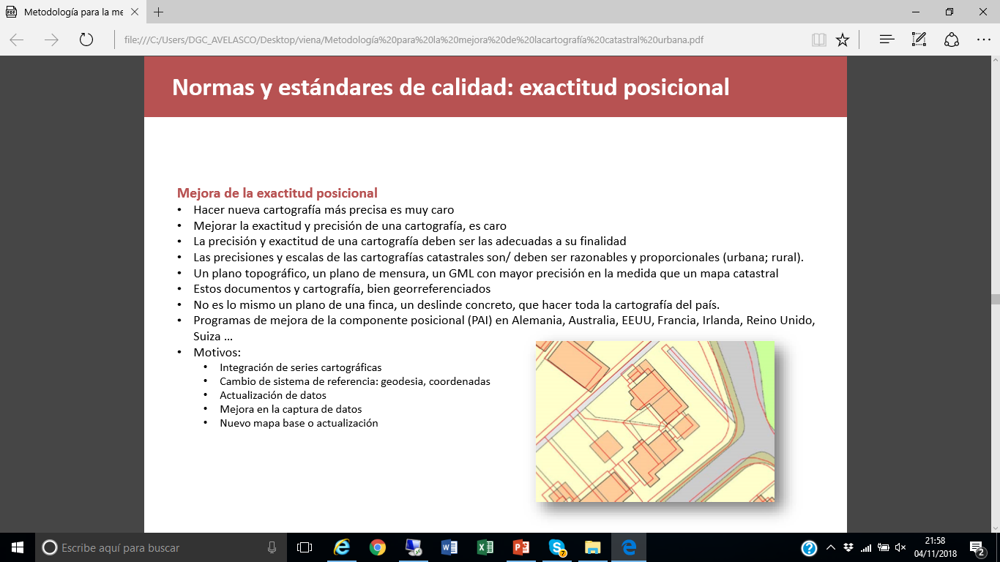 Metodología para la me
file:///C:/Users/DGC_AVELASCO/Desktop/viena/Metodología%20para%20la%20mejora%20de%20lacartografía%20catastral%20urbana.pdf
Normas y estándares de calidad: exactitud posicional
Mejora de la exactitud posicional
• Hacer nueva cartografía más precisa es muy caro
• Mejorar la exactitud y precisión de una cartografía, es caro
• La precisión y exactitud de una cartografía deben ser las adecuadas a su finalidad
• Las precisiones y escalas de las cartografías catastrales son/ deben ser razonables y proporcionales (urbana; rural).
• Un plano topográfico, un plano de mensura, un GML con mayor precisión en la medida que un mapa catastral
• Estos documentos y cartografía, bien georreferenciados
• No es lo mismo un plano de una finca, un deslinde concreto, que hacer toda la cartografía del país.
• Programas de mejora de la componente posicional (PAI) en Alemania, Australia, EEUU, Francia, Irlanda, Reino Unido,
Suiza ...
• Motivos:
• Integración de series cartográficas
• Cambio de sistema de referencia: geodesia, coordenadas
• Actualización de datos
• Mejora en la captura de datos
• Nuevo mapa base o actualización
Escribe aquí para buscar
7
21:58
04/11/2018
2